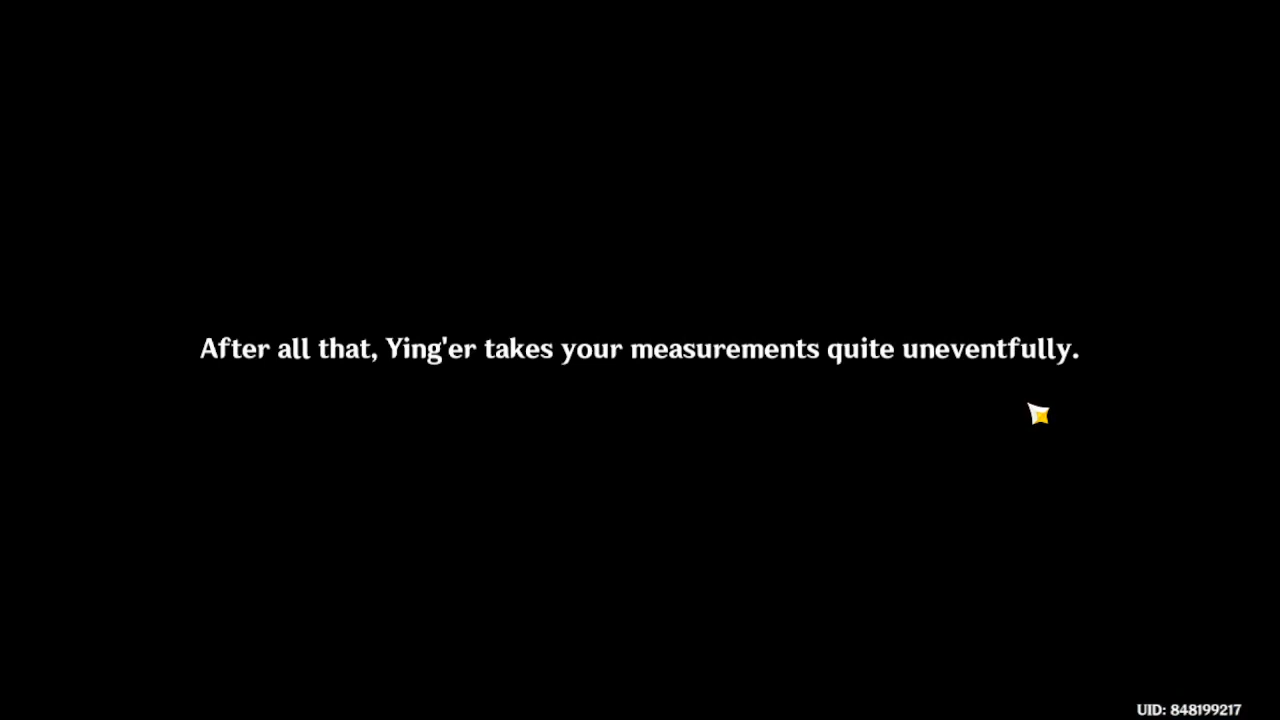 After all that, Ying'er takes your measurements quite uneventfully.
UID: 848199217